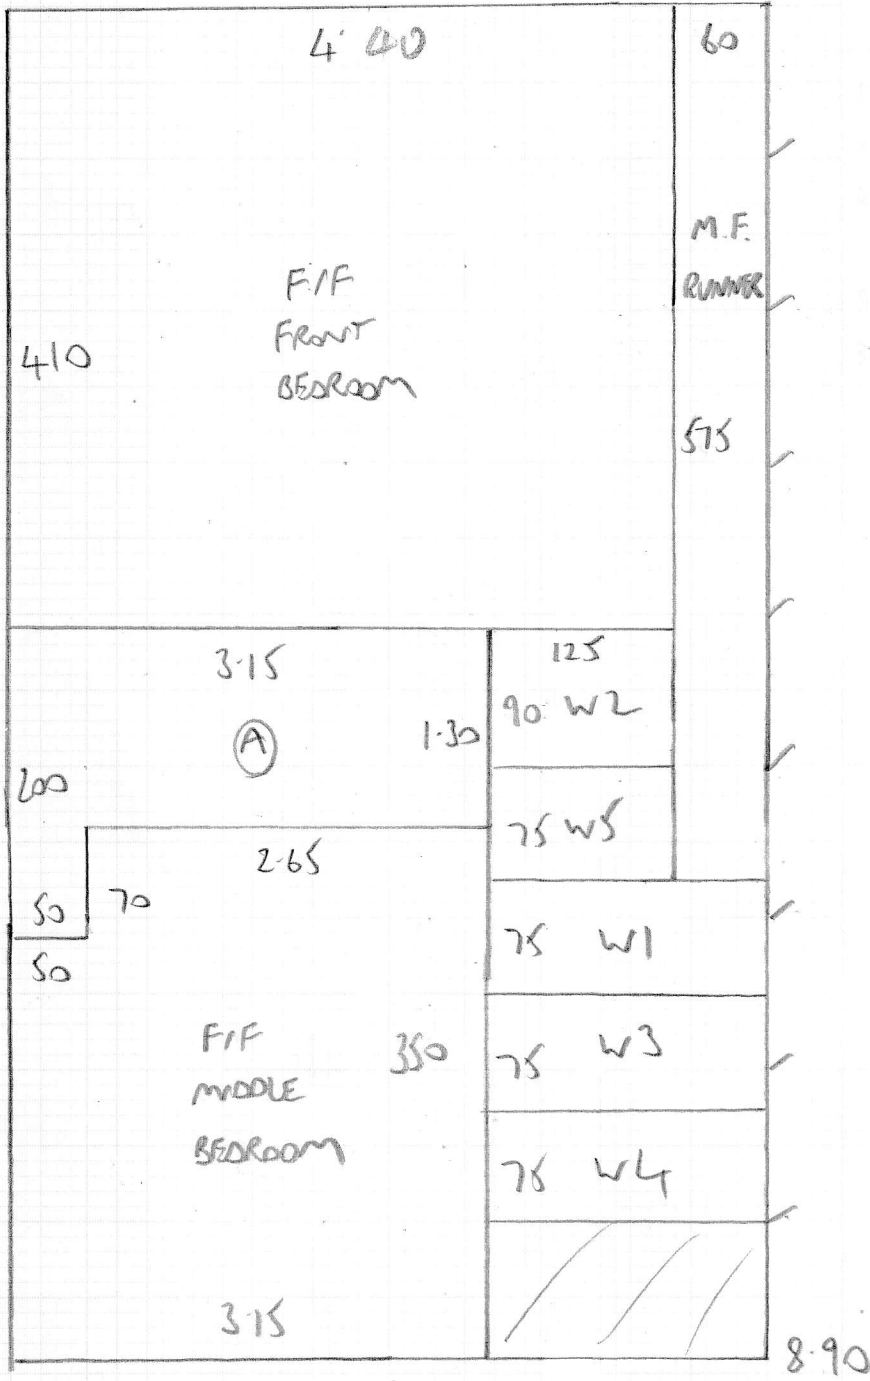 4.40
60
M.F.
RUNNER
F/F
FRONT
BEDROOM
410
575
3.15
125
A
1.30
90 W2
200
75 W5
2.65
50
70
75 W1
50
F/F
MIDDLE
BEDROOM
350
75 W3
75 W4
3.15
8.90